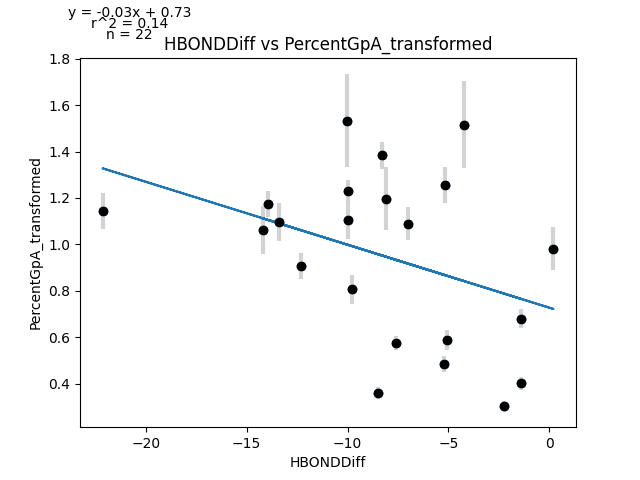 y = -0.03x + 0.73
r^2 = 0.14
n = 22
HBONDDiff vs PercentGpA_transformed
PercentGpA_transformed
1.8
1.6
1.4
1.2
1.0
0.8
0.6
0.4
−20 −15 −10 −5 0
HBONDDiff